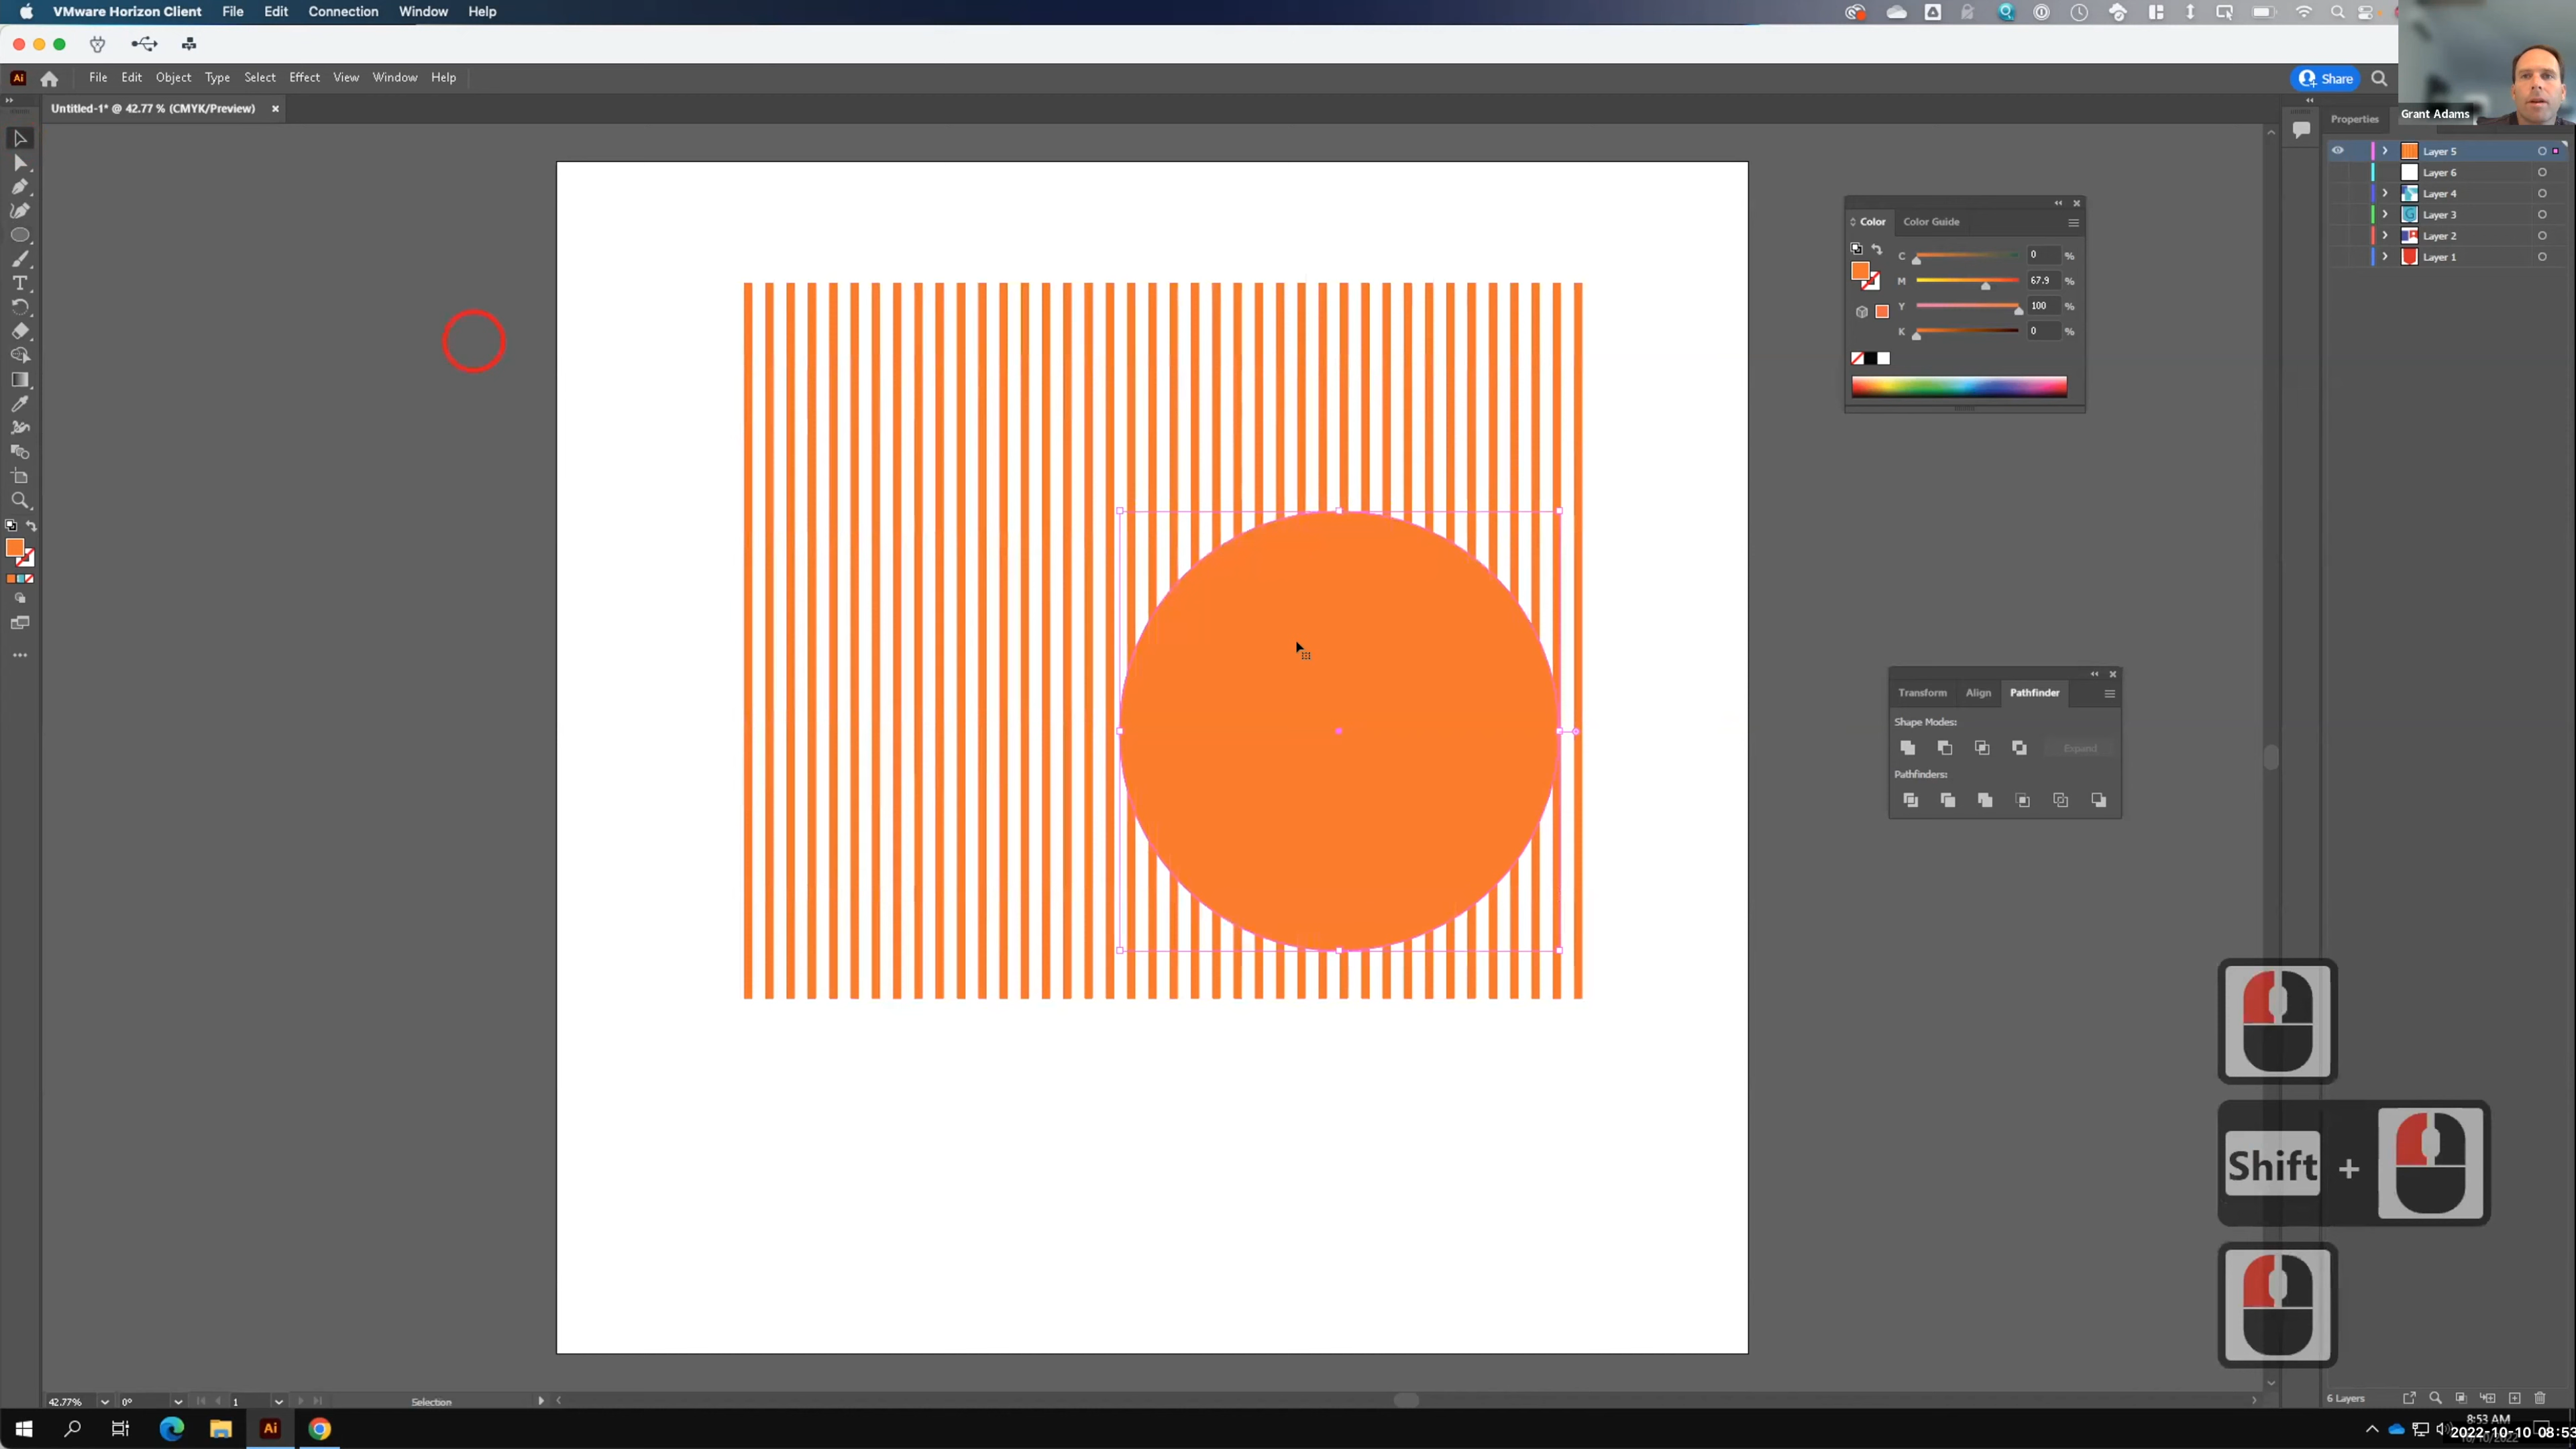 VMware Horizon Client File Edit Connection Window Help
Ai File Edit Object Type Select Effect View Window Help
Share
Untitled-1* @ 42.77 % (CMYK/Preview) ×
Grant Adams
Properties
Layer 5
Layer 6
Layer 4
Layer 3
Layer 2
Layer 1
Color Color Guide
C 0 %
M 67.9 %
Y 100 %
K 0 %
Transform Align Pathfinder
Shape Modes:
Expand
Pathfinders:
Shift +
42.77% 0° 1 Selection
6 Layers
Ai
8:53 AM
2022-10-10 08:53